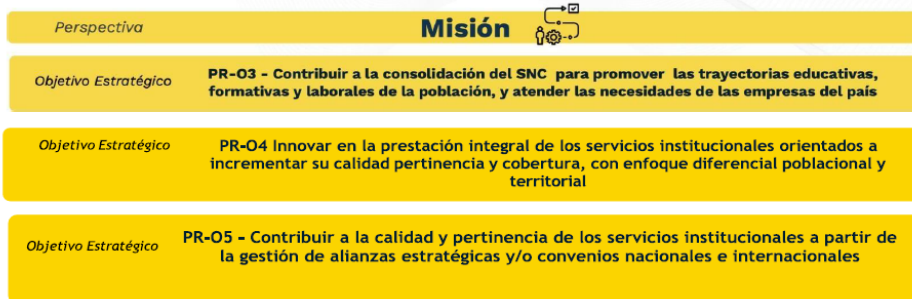 Perspectiva
Misión
Objetivo Estratégico
PR-O3 - Contribuir a la consolidación del SNC para promover las trayectorias educativas,
formativas y laborales de la población, y atender las necesidades de las empresas del país
Objetivo Estratégico
PR-O4 Innovar en la prestación integral de los servicios institucionales orientados a
incrementar su calidad pertinencia y cobertura, con enfoque diferencial poblacional y
territorial
Objetivo Estratégico
PR-O5 - Contribuir a la calidad y pertinencia de los servicios institucionales a partir de
la gestión de alianzas estratégicas y/o convenios nacionales e internacionales